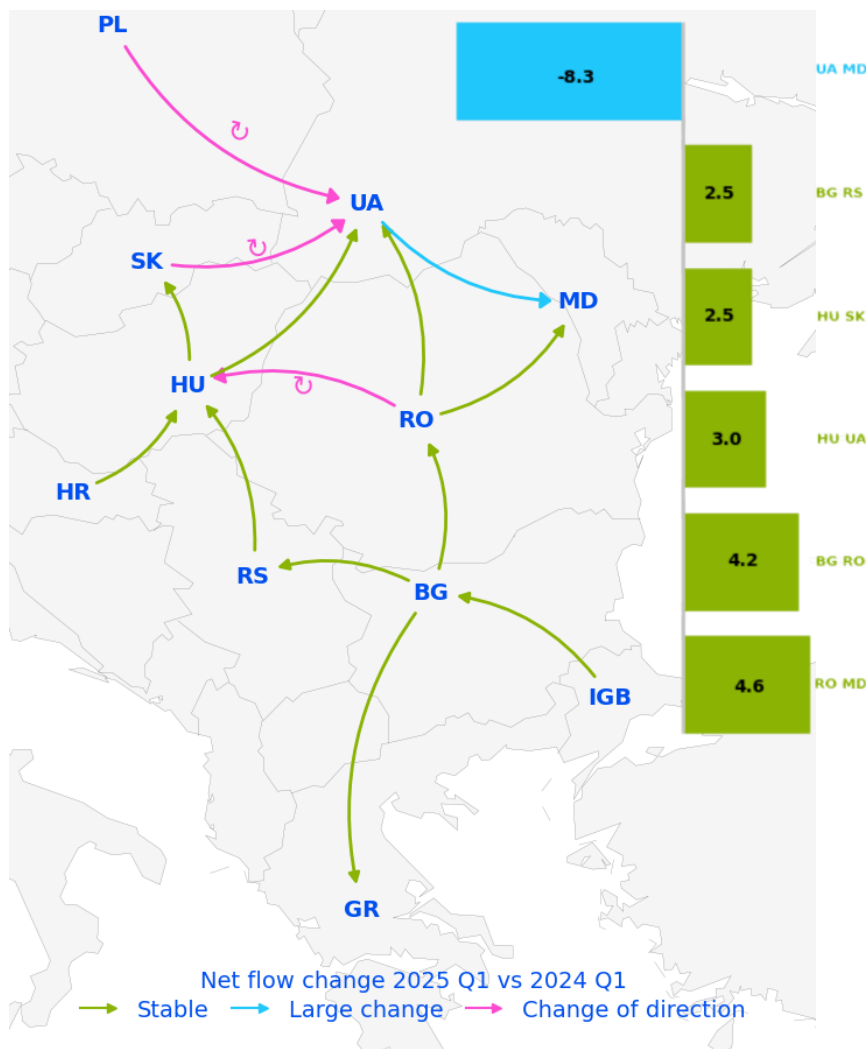 PL
-8.3
UA MD
UA
2.5
BG RS
SK
MD
2.5
HU SK
HU
RO
3.0
HU UA
HR
RS
BG
4.2
BG RO
IGB
4.6
RO MD
GR
Net flow change 2025 Q1 vs 2024 Q1
Stable Large change Change of direction